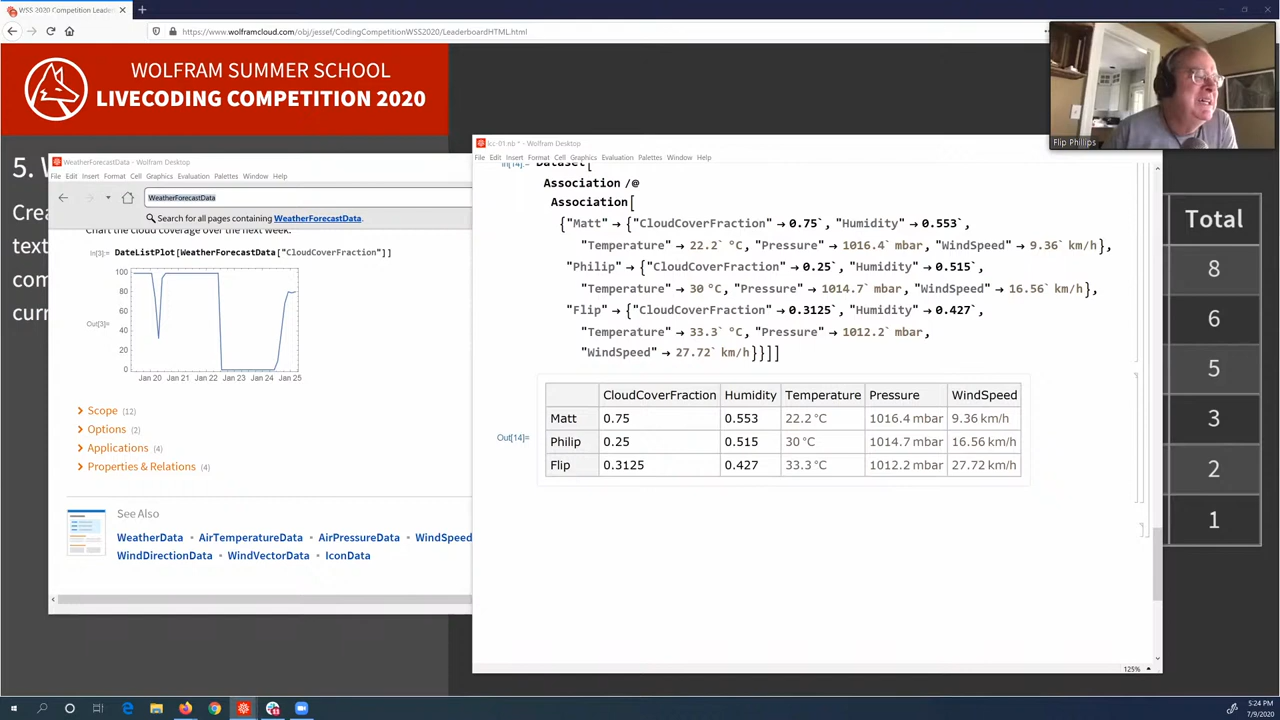 WSS 2020 Competition Leader
https://www.wolframcloud.com/obj/jessef/CodingCompetitionWSS2020/LeaderboardHTML.html
WOLFRAM SUMMER SCHOOL
LIVECODING COMPETITION 2020
Flip Phillips
5. W
Crea
text
com
curr
WeatherForecastData - Wolfram Desktop
File Edit Insert Format Cell Graphics Evaluation Palettes Window Help
WeatherForecastData
Search for all pages containing WeatherForecastData.
Chart the cloud coverage over the next week.
In[3]:= DateListPlot[WeatherForecastData["CloudCoverFraction"]]
Out[3]=
100
80
60
40
20
0
Jan 20 Jan 21 Jan 22 Jan 23 Jan 24 Jan 25
Scope (12)
Options (2)
Applications (4)
Properties & Relations (4)
See Also
WeatherData • AirTemperatureData • AirPressureData • WindSpeed
WindDirectionData • WindVectorData • IconData
lcc-01.nb * - Wolfram Desktop
File Edit Insert Format Cell Graphics Evaluation Palettes Window Help
In[14]:= Dataset[
Association /@
Association[
{"Matt" → {"CloudCoverFraction" → 0.75`, "Humidity" → 0.553`,
"Temperature" → 22.2` °C, "Pressure" → 1016.4` mbar, "WindSpeed" → 9.36` km/h},
"Philip" → {"CloudCoverFraction" → 0.25`, "Humidity" → 0.515`,
"Temperature" → 30 °C, "Pressure" → 1014.7` mbar, "WindSpeed" → 16.56` km/h},
"Flip" → {"CloudCoverFraction" → 0.3125`, "Humidity" → 0.427`,
"Temperature" → 33.3` °C, "Pressure" → 1012.2` mbar,
"WindSpeed" → 27.72` km/h}}]]
Out[14]=
CloudCoverFraction Humidity Temperature Pressure WindSpeed
Matt 0.75 0.553 22.2 °C 1016.4 mbar 9.36 km/h
Philip 0.25 0.515 30 °C 1014.7 mbar 16.56 km/h
Flip 0.3125 0.427 33.3 °C 1012.2 mbar 27.72 km/h
125%
Total
8
6
5
3
2
1
5:24 PM
7/9/2020